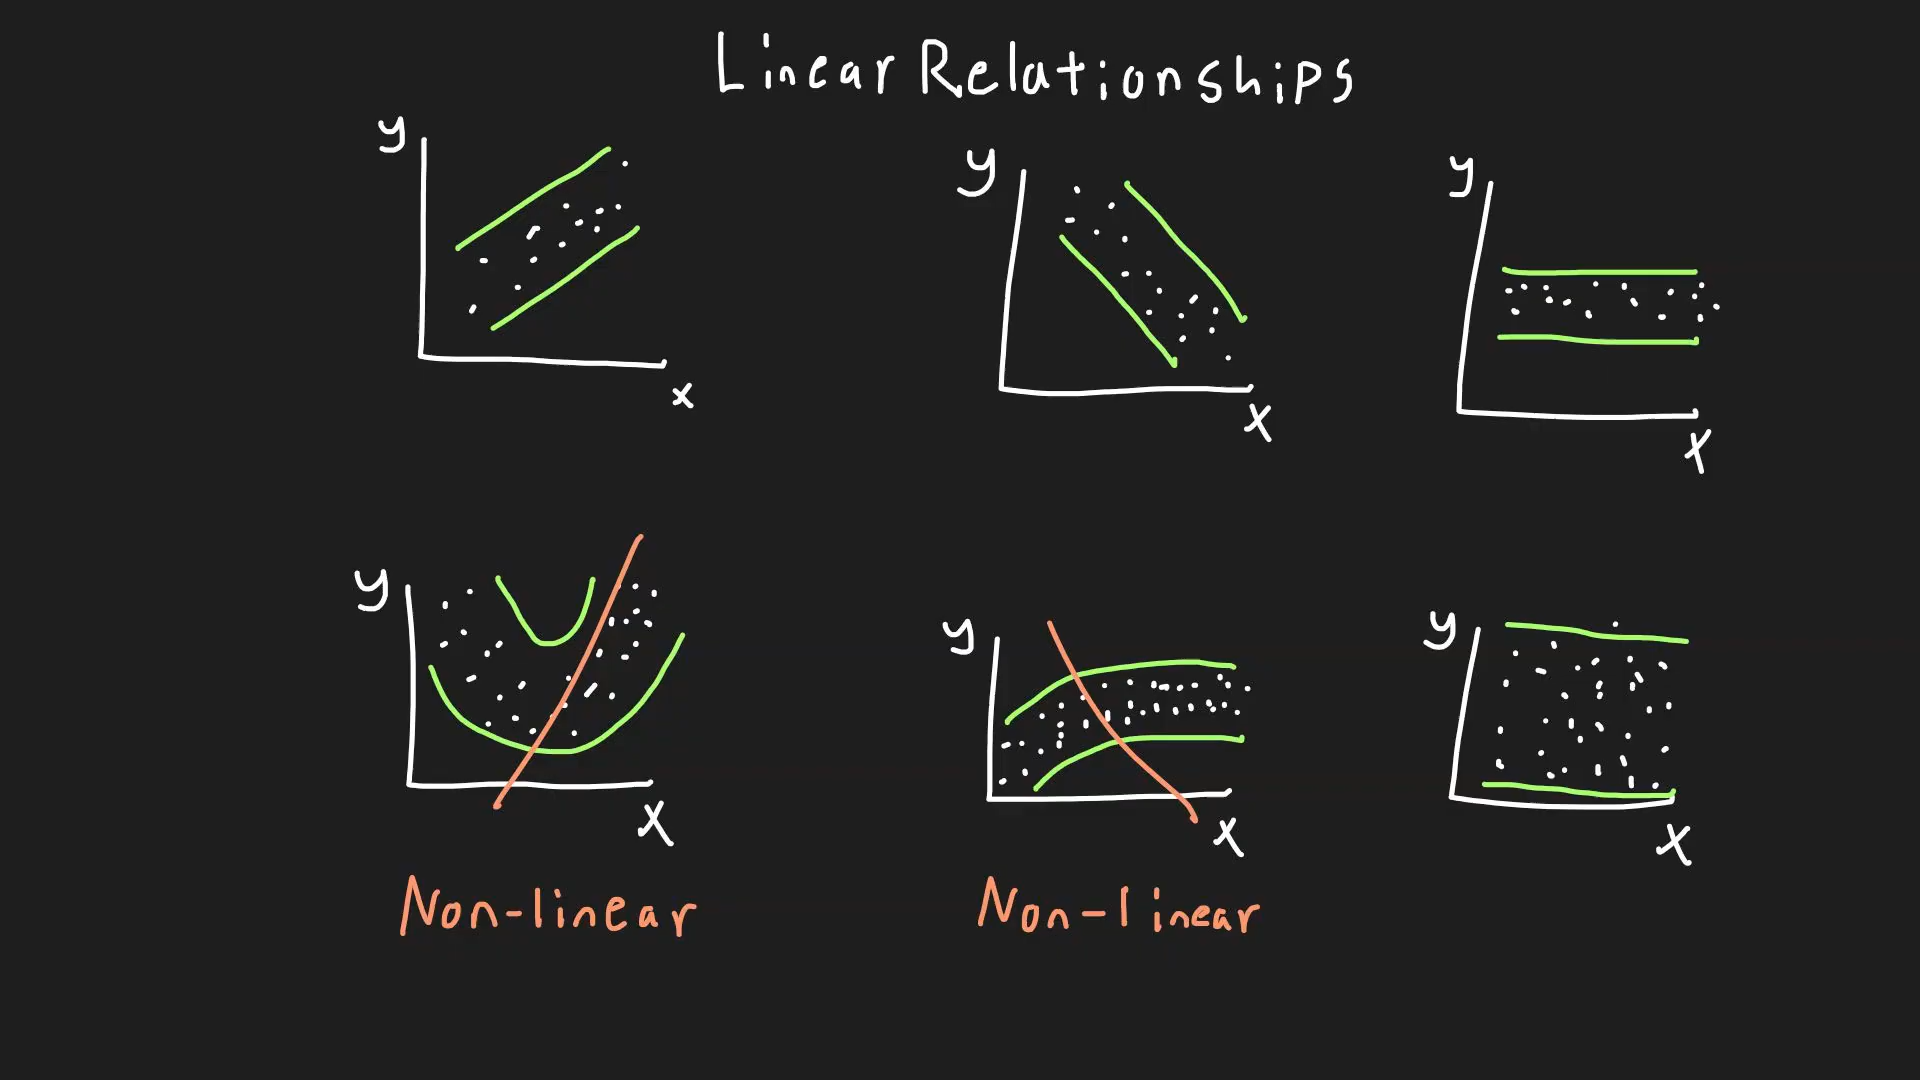 Linear Relationships
y
x
y
x
y
x
y
x
Non-linear
y
x
Non-linear
y
x